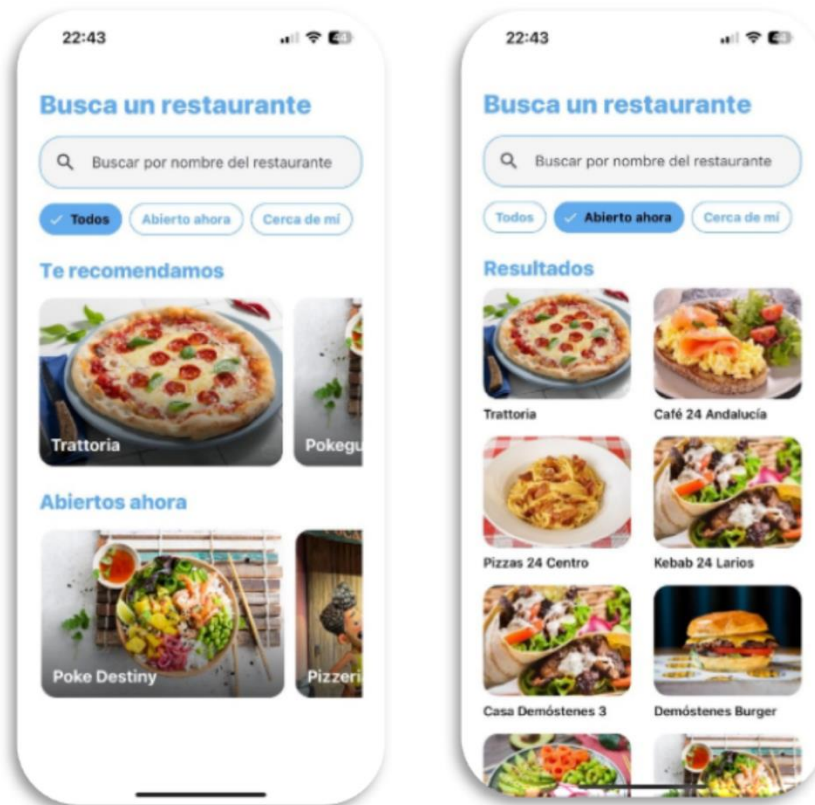 22:43
Busca un restaurante
Buscar por nombre del restaurante
Todos
Abierto ahora
Cerca de mí
Te recomendamos
Trattoria
Pokegu
Abiertos ahora
Poke Destiny
Pizzeri
22:43
Busca un restaurante
Buscar por nombre del restaurante
Todos
Abierto ahora
Cerca de mí
Resultados
Trattoria
Café 24 Andalucía
Pizzas 24 Centro
Kebab 24 Larios
Casa Demóstenes 3
Demóstenes Burger